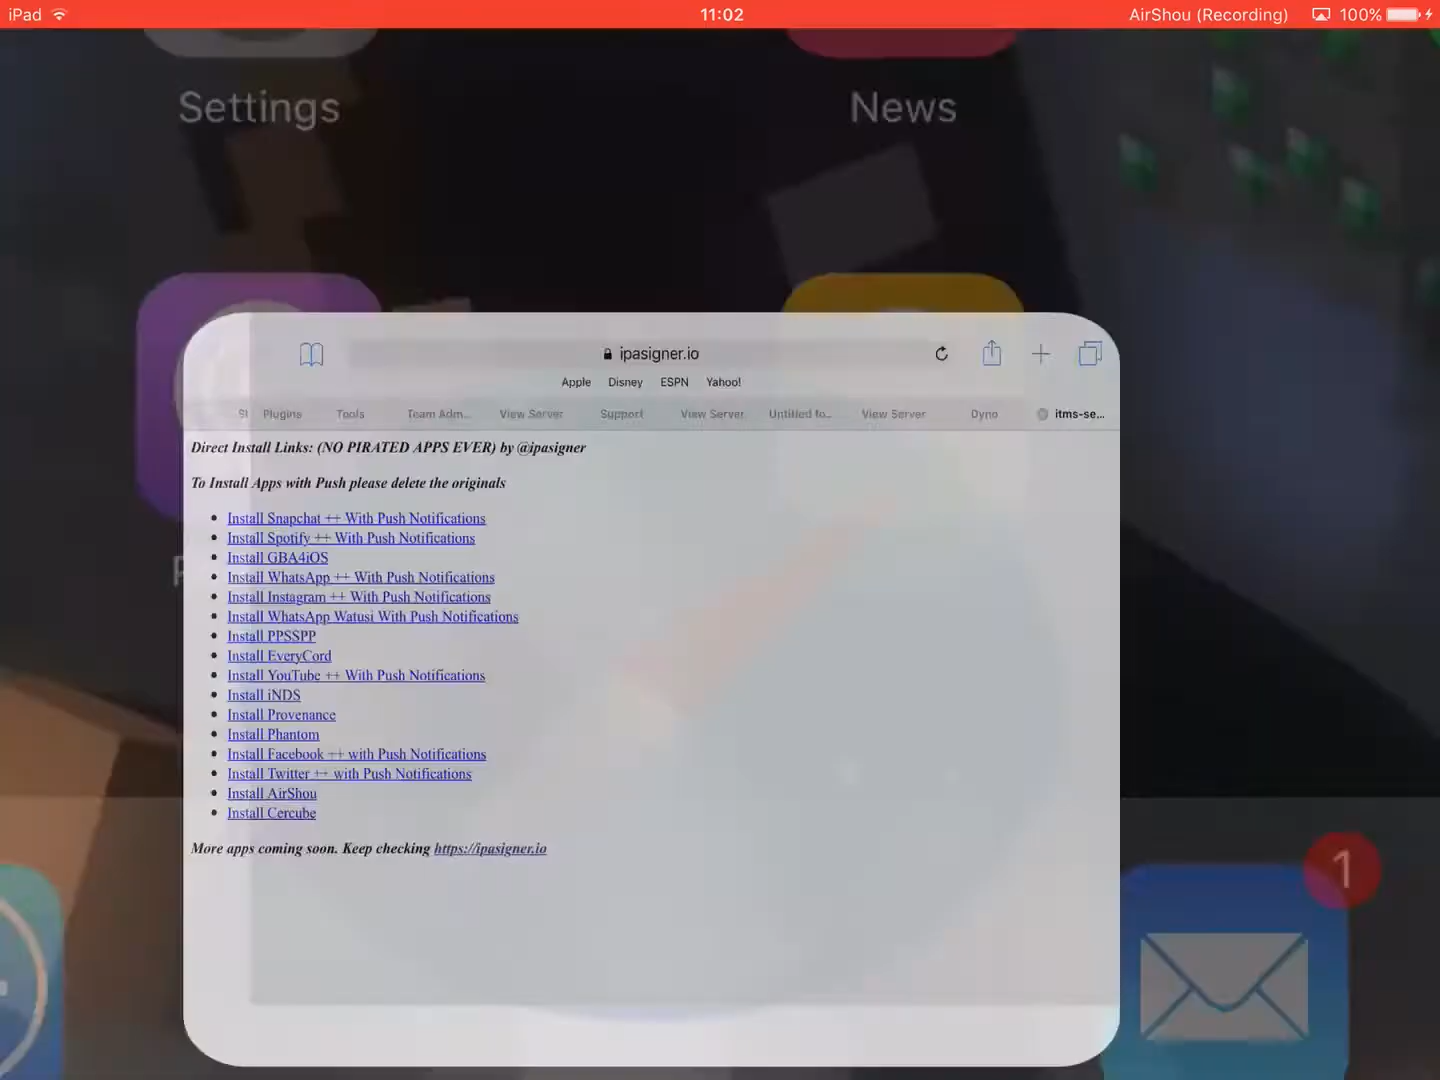 iPad 11:02 AirShou (Recording) 100%
Settings News
ipasigner.io
Apple Disney ESPN Yahoo!
Sl Plugins Tools Team Adm... View Server Support View Server Untitled fo... View Server Dyno itms-se...
Direct Install Links: (NO PIRATED APPS EVER) by @ipasigner
To Install Apps with Push please delete the originals
Install Snapchat ++ With Push Notifications
Install Spotify ++ With Push Notifications
Install GBA4iOS
Install WhatsApp ++ With Push Notifications
Install Instagram ++ With Push Notifications
Install WhatsApp Watusi With Push Notifications
Install PPSSPP
Install EveryCord
Install YouTube ++ With Push Notifications
Install iNDS
Install Provenance
Install Phantom
Install Facebook ++ with Push Notifications
Install Twitter ++ with Push Notifications
Install AirShou
Install Cercube
More apps coming soon. Keep checking https://ipasigner.io
1